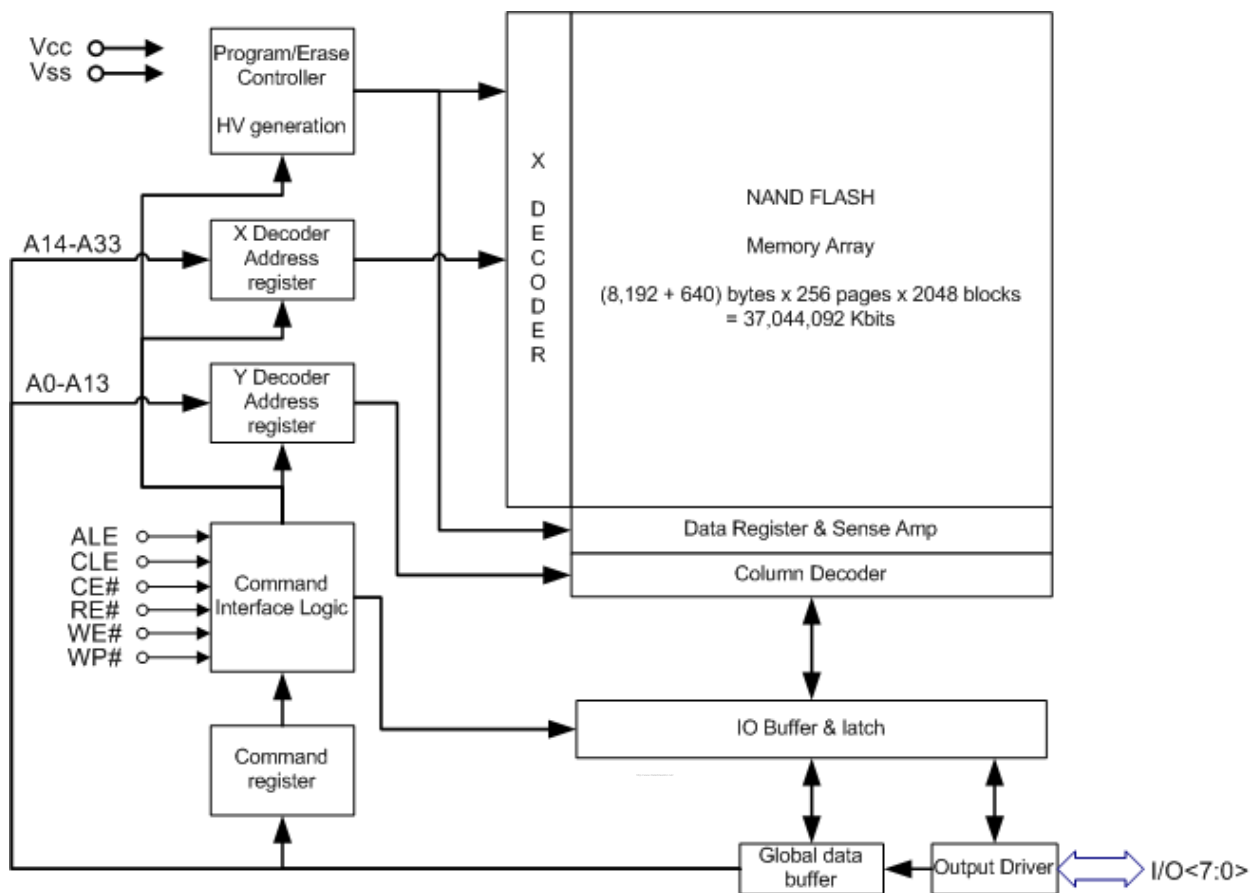 Vcc
Vss
Program/Erase
Controller
HV generation
A14-A33
X Decoder
Address
register
A0-A13
Y Decoder
Address
register
X
D
E
C
O
D
E
R
NAND FLASH
Memory Array
(8,192 + 640) bytes x 256 pages x 2048 blocks
= 37,044,092 Kbits
Data Register & Sense Amp
Column Decoder
ALE
CLE
CE#
RE#
WE#
WP#
Command
Interface Logic
IO Buffer & latch
Command
register
Global data
buffer
Output Driver
I/O<7:0>